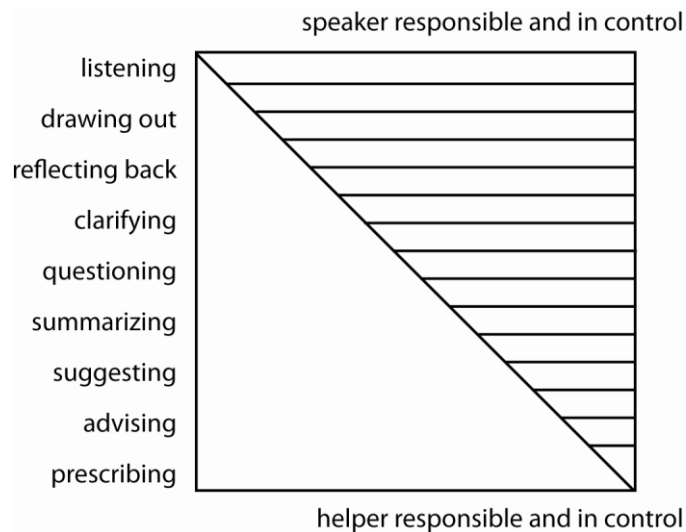 speaker responsible and in control
listening
drawing out
reflecting back
clarifying
questioning
summarizing
suggesting
advising
prescribing
helper responsible and in control